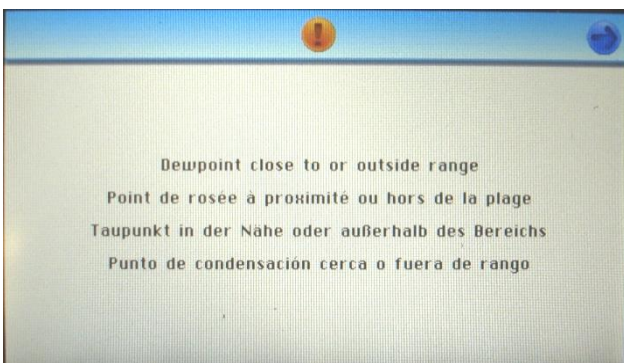 Dewpoint close to or outside range
Point de rosée à proximité ou hors de la plage
Taupunkt in der Nähe oder außerhalb des Bereichs
Punto de condensación cerca o fuera de rango